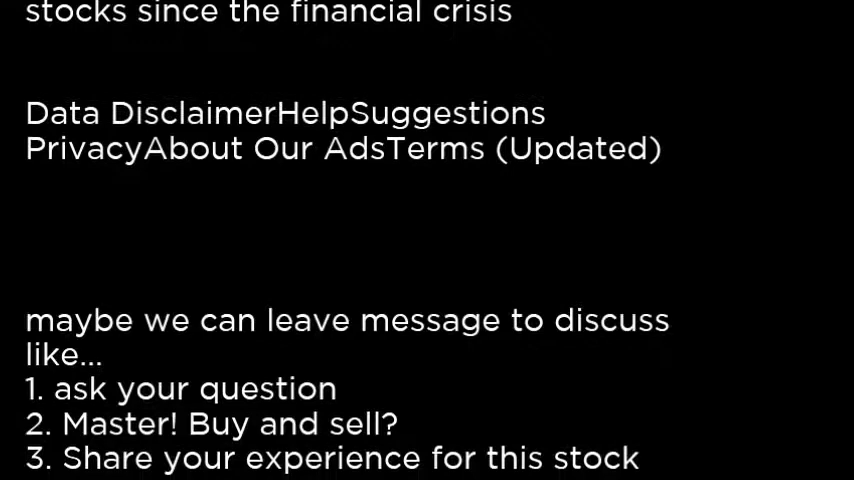 stocks since the financial crisis
Data DisclaimerHelpSuggestions
PrivacyAbout Our AdsTerms (Updated)
maybe we can leave message to discuss
like...
1. ask your question
2. Master! Buy and sell?
3. Share your experience for this stock